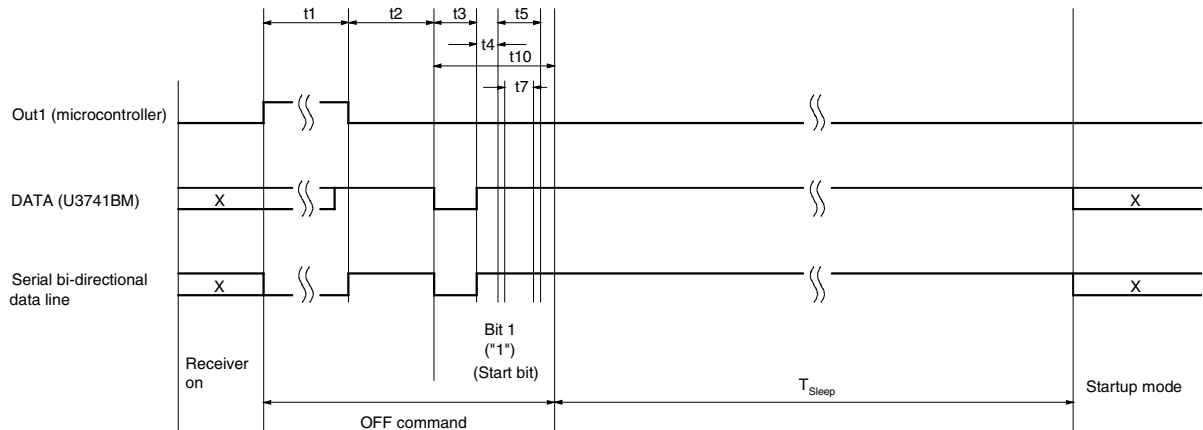 t1
t2
t3
t5
t4
t10
t7
Out1 (microcontroller)
DATA (U3741BM)
X
X
Serial bi-directional
data line
X
X
Bit 1
("1")
(Start bit)
Receiver
on
TSleep
Startup mode
OFF command